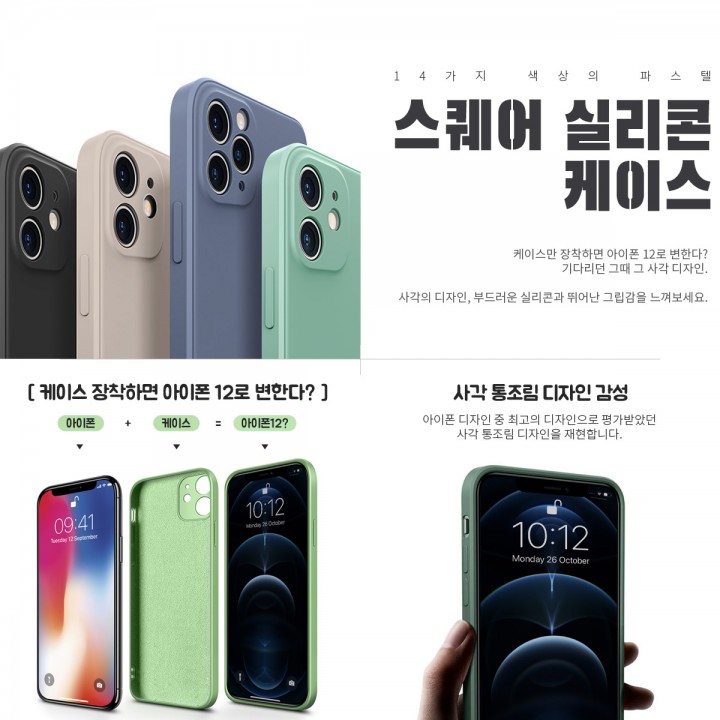 14가지 색상의 파스텔
스퀘어 실리콘
케이스
케이스만 장착하면 아이폰 12로 변한다?
기다리던 그때 그 사각 디자인.
사각의 디자인, 부드러운 실리콘과 뛰어난 그립감을 느껴보세요.
[ 케이스 장착하면 아이폰 12로 변한다? ]
아이폰 + 케이스 = 아이폰12?
09:41
Tuesday 12 September
10:12
Monday 26 October
사각 통조림 디자인 감성
아이폰 디자인 중 최고의 디자인으로 평가받았던
사각 통조림 디자인을 재현합니다.
10:12
Monday 26 October